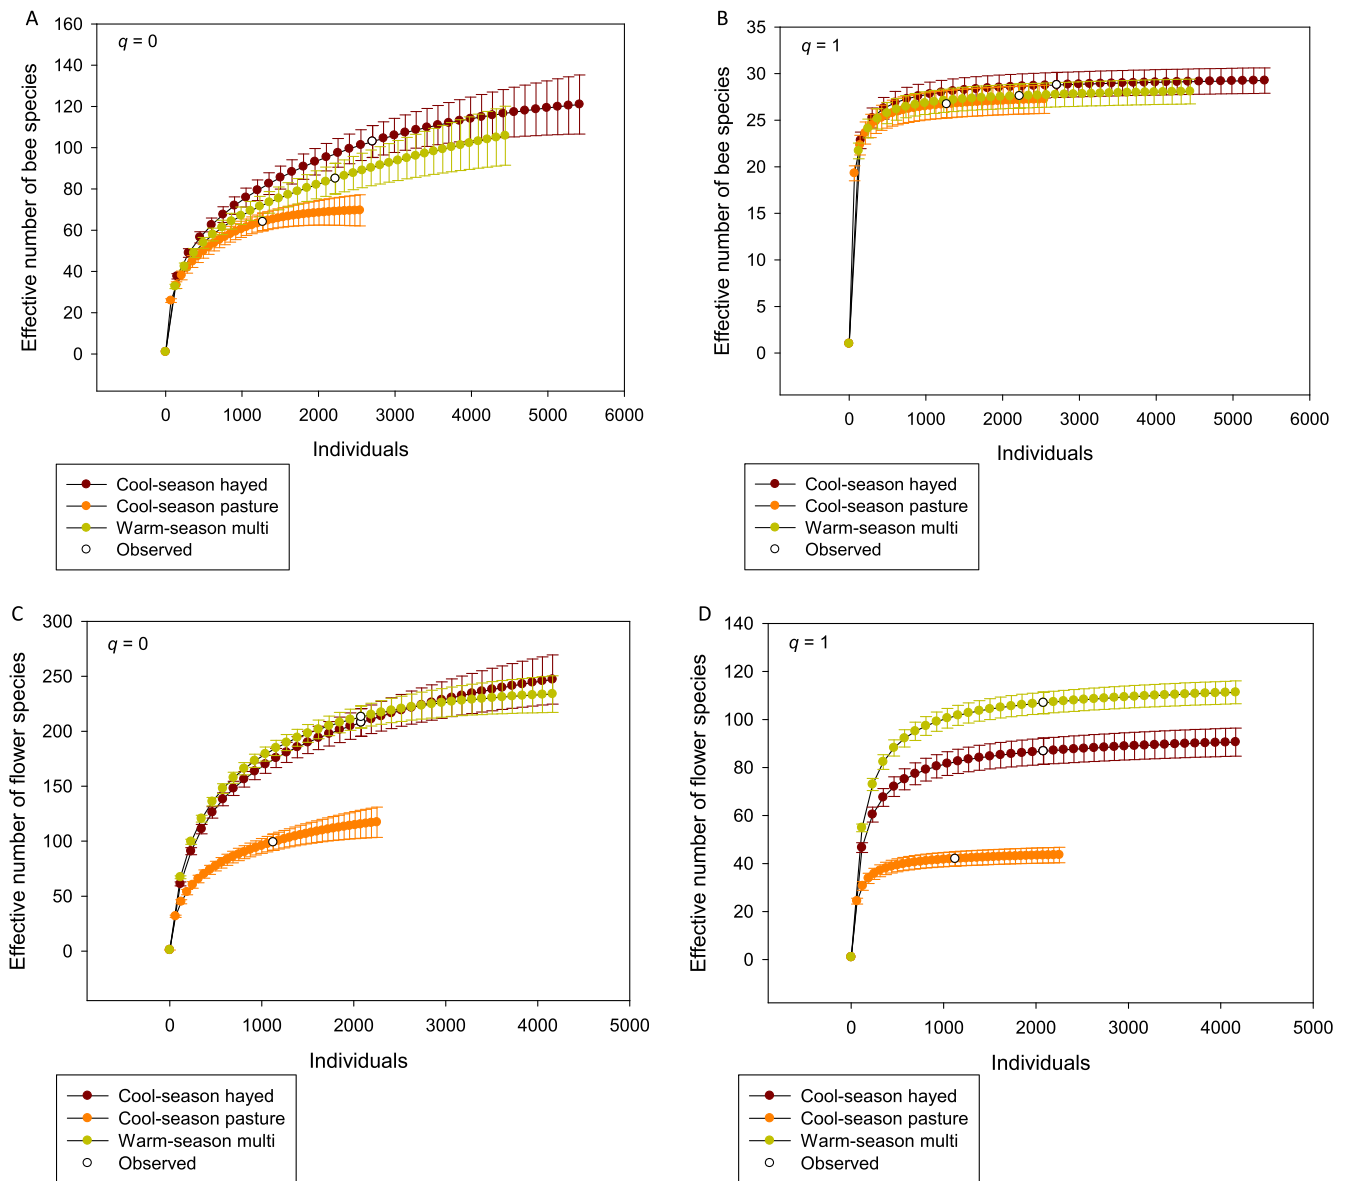 A
q = 0
160
140
120
100
80
60
40
20
0
Effective number of bee species
0 1000 2000 3000 4000 5000 6000
Individuals
Cool-season hayed
Cool-season pasture
Warm-season multi
Observed
B
q = 1
35
30
25
20
15
10
5
0
Effective number of bee species
0 1000 2000 3000 4000 5000 6000
Individuals
Cool-season hayed
Cool-season pasture
Warm-season multi
Observed
C
q = 0
300
250
200
150
100
50
0
Effective number of flower species
0 1000 2000 3000 4000 5000
Individuals
Cool-season hayed
Cool-season pasture
Warm-season multi
Observed
D
q = 1
140
120
100
80
60
40
20
0
Effective number of flower species
0 1000 2000 3000 4000 5000
Individuals
Cool-season hayed
Cool-season pasture
Warm-season multi
Observed